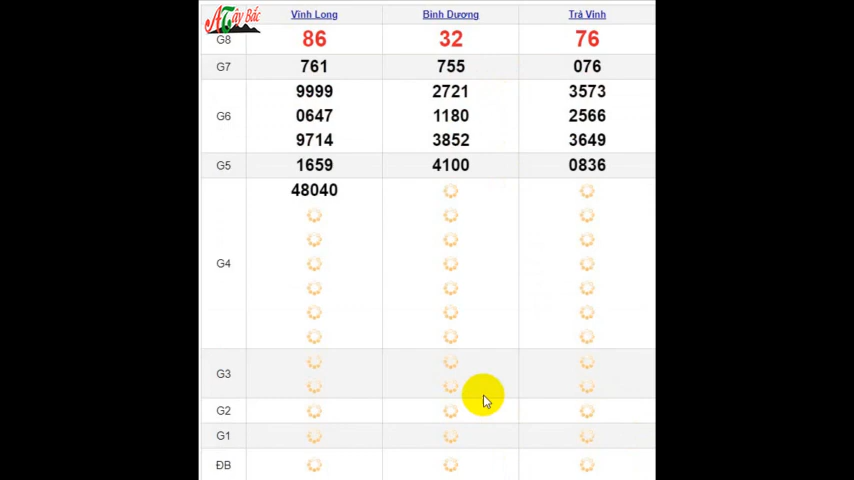 ATây Bắc
Vĩnh Long Bình Dương Trà Vinh
G8 86 32 76
G7 761 755 076
9999 2721 3573
G6 0647 1180 2566
9714 3852 3649
G5 1659 4100 0836
48040
G4
G3
G2
G1
ĐB